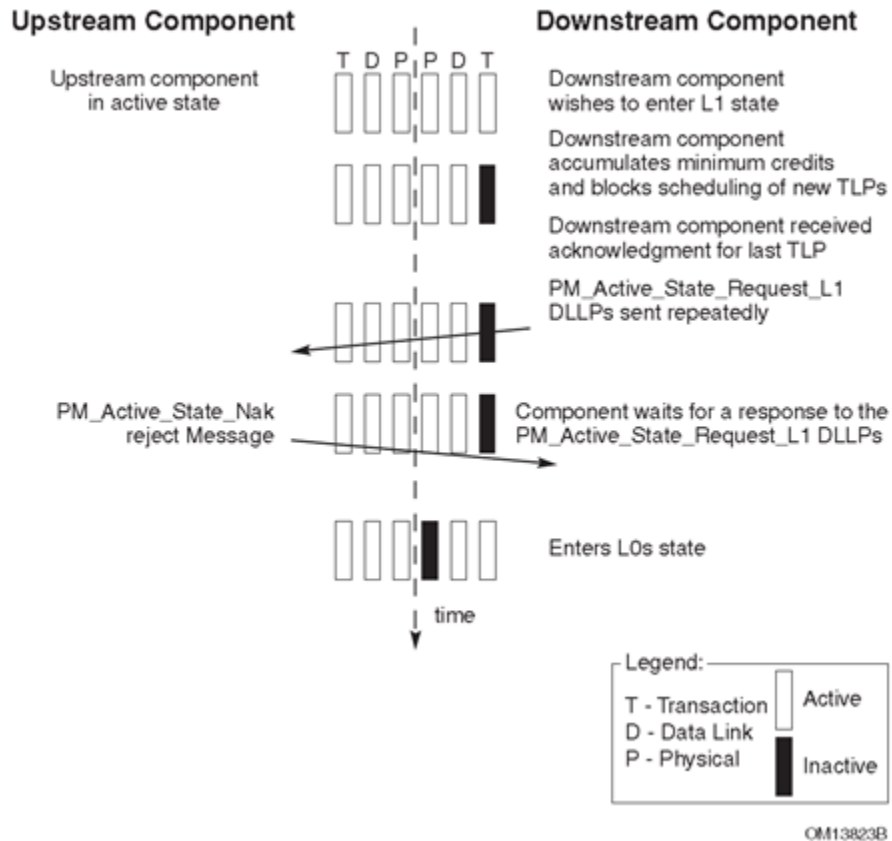 Upstream Component
Downstream Component
T D P P D T
Upstream component
in active state
Downstream component
wishes to enter L1 state
Downstream component
accumulates minimum credits
and blocks scheduling of new TLPs
Downstream component received
acknowledgment for last TLP
PM_Active_State_Request_L1
DLLPs sent repeatedly
PM_Active_State_Nak
reject Message
Component waits for a response to the
PM_Active_State_Request_L1 DLLPs
Enters L0s state
time
Legend:
T - Transaction
D - Data Link
P - Physical
Active
Inactive
OM13823B